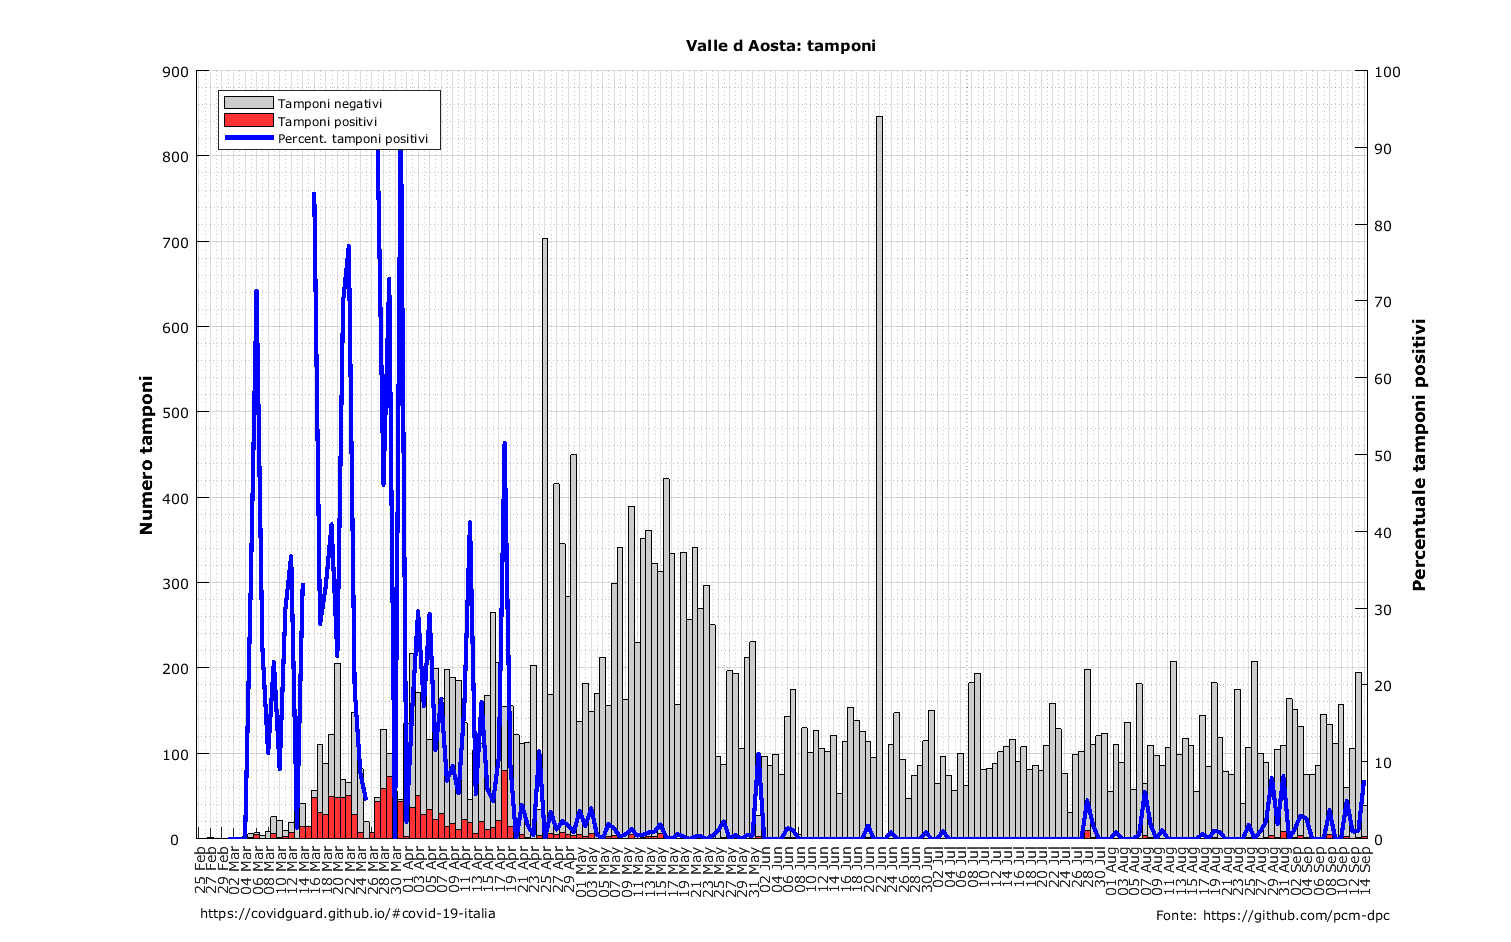 Valle d Aosta: tamponi
Tamponi negativi
Tamponi positivi
Percent. tamponi positivi
Numero tamponi
900
800
700
600
500
400
300
200
100
0
Percentuale tamponi positivi
100
90
80
70
60
50
40
30
20
10
0
25 Feb
27 Feb
29 Feb
02 Mar
04 Mar
06 Mar
08 Mar
10 Mar
12 Mar
14 Mar
16 Mar
18 Mar
20 Mar
22 Mar
24 Mar
26 Mar
28 Mar
30 Mar
01 Apr
03 Apr
05 Apr
07 Apr
09 Apr
11 Apr
13 Apr
15 Apr
17 Apr
19 Apr
21 Apr
23 Apr
25 Apr
27 Apr
29 Apr
01 May
03 May
05 May
07 May
09 May
11 May
13 May
15 May
17 May
19 May
21 May
23 May
25 May
27 May
29 May
31 May
02 Jun
04 Jun
06 Jun
08 Jun
10 Jun
12 Jun
14 Jun
16 Jun
18 Jun
20 Jun
22 Jun
24 Jun
26 Jun
28 Jun
30 Jun
02 Jul
04 Jul
06 Jul
08 Jul
10 Jul
12 Jul
14 Jul
16 Jul
18 Jul
20 Jul
22 Jul
24 Jul
26 Jul
28 Jul
30 Jul
01 Aug
03 Aug
05 Aug
07 Aug
09 Aug
11 Aug
13 Aug
15 Aug
17 Aug
19 Aug
21 Aug
23 Aug
25 Aug
27 Aug
29 Aug
31 Aug
02 Sep
04 Sep
06 Sep
08 Sep
10 Sep
12 Sep
14 Sep
https://covidguard.github.io/#covid-19-italia
Fonte: https://github.com/pcm-dpc